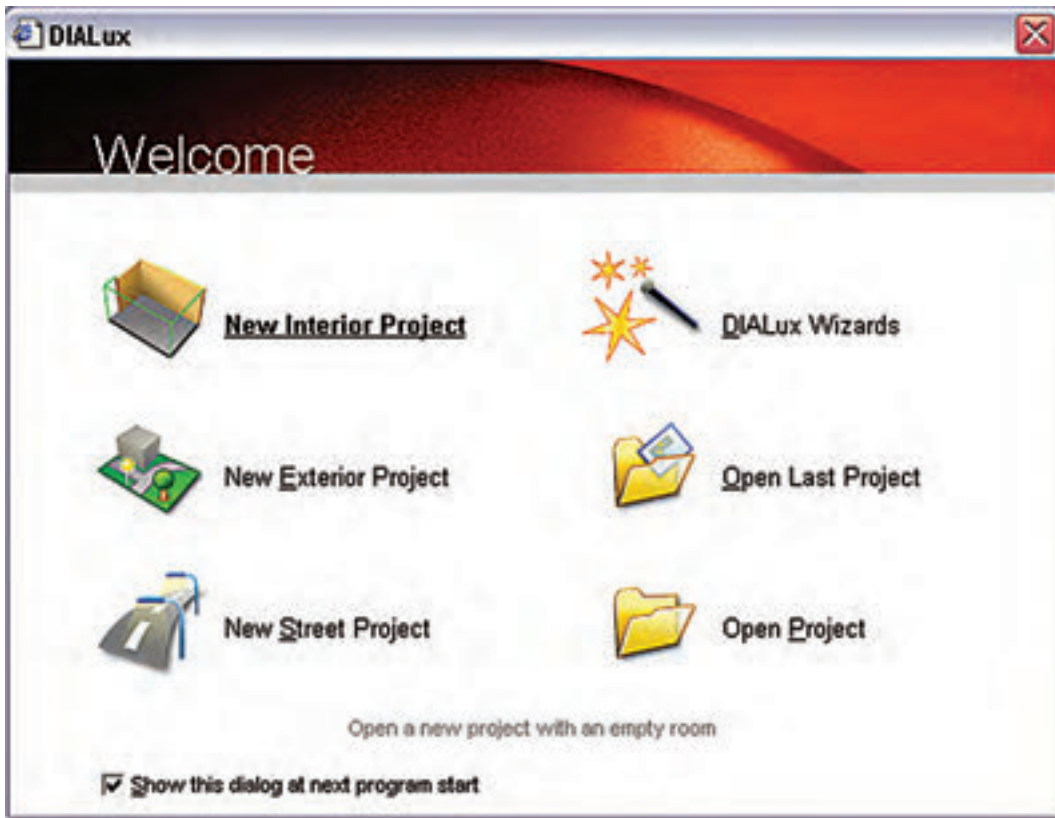 DIALux
Welcome
New Interior Project
DIALux Wizards
New Exterior Project
Open Last Project
New Street Project
Open Project
Open a new project with an empty room
Show this dialog at next program start